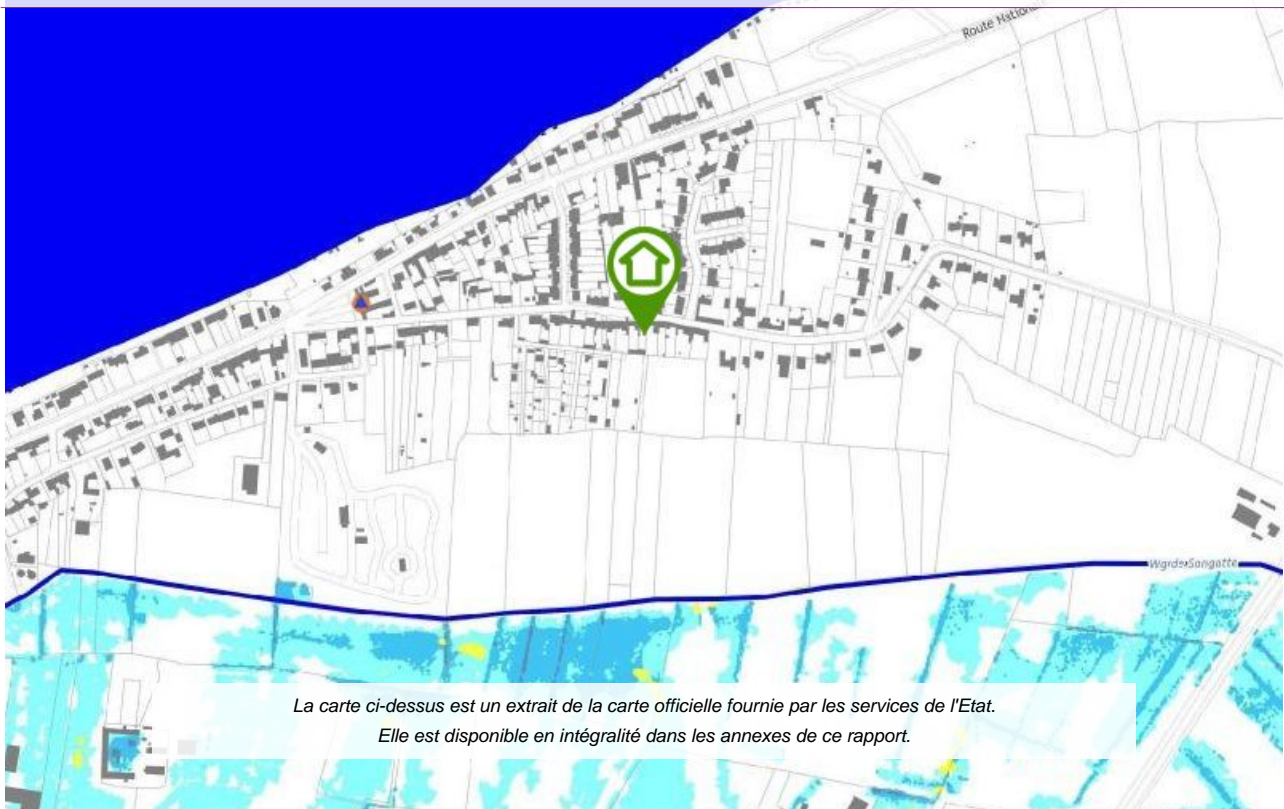 Route Nationa
Wgrde Sangatte
La carte ci-dessus est un extrait de la carte officielle fournie par les services de l'Etat.
Elle est disponible en intégralité dans les annexes de ce rapport.